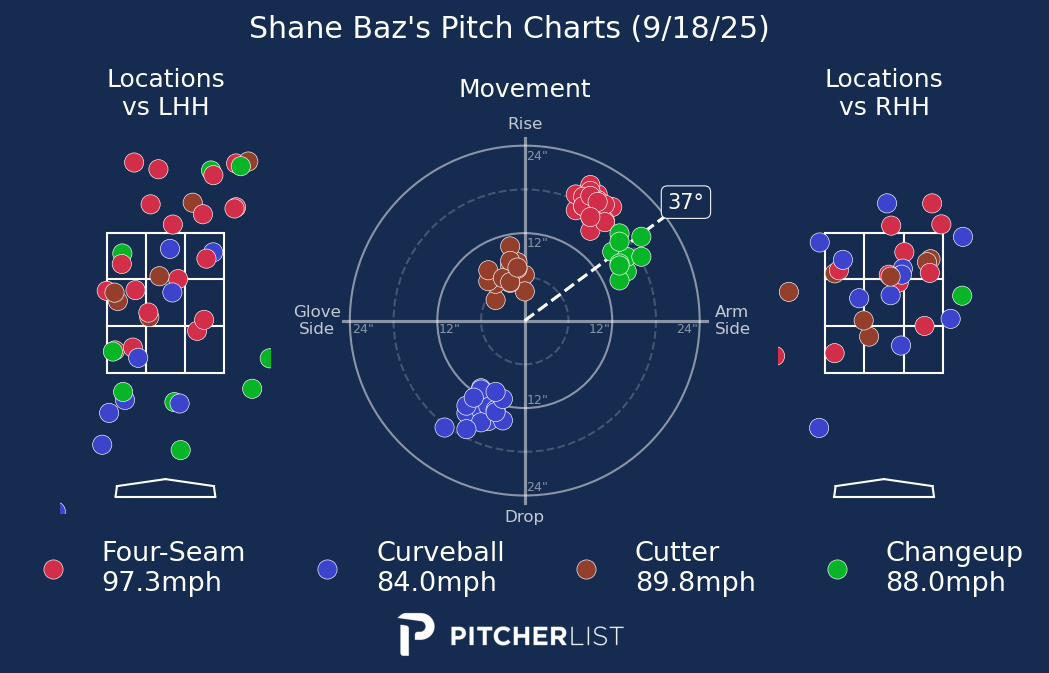 Shane Baz's Pitch Charts (9/18/25)
Locations
vs LHH
Movement
Locations
vs RHH
Rise
24"
37°
12"
Glove
Side
24"
12"
12"
24"
Arm
Side
12"
24"
Drop
Four-Seam
97.3mph
Curveball
84.0mph
Cutter
89.8mph
Changeup
88.0mph
PITCHERLIST